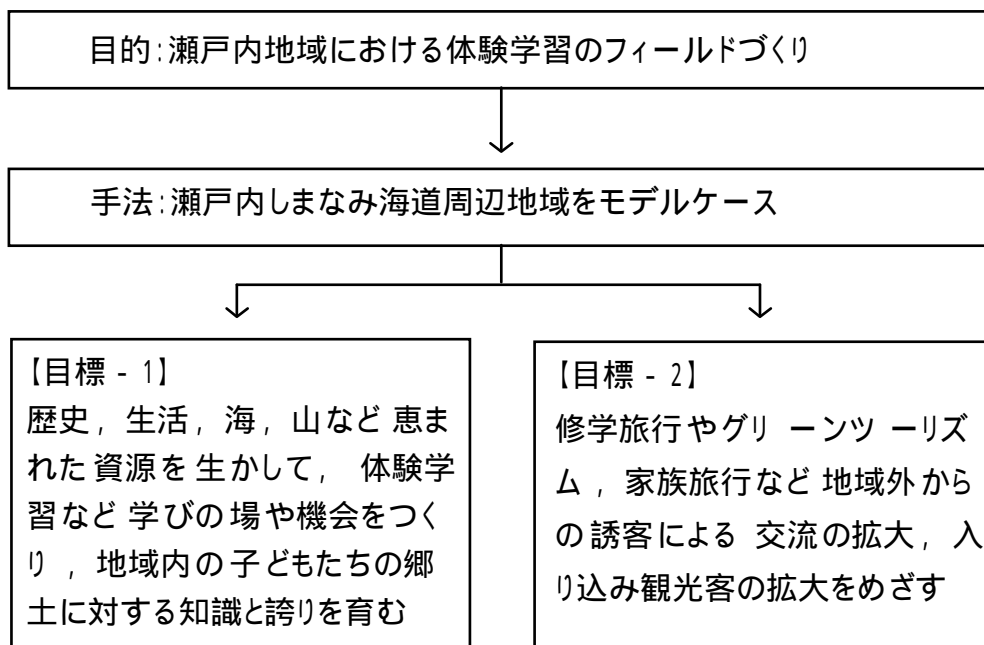 目的:瀬戸内地域における体験学習のフィールドづくり
手法:瀬戸内しまなみ海道周辺地域をモデルケース
【目標 - 1】
歴史，生活，海，山など恵ま
れた資源を生かして，体験学
習など学びの場や機会をつく
り，地域内の子どもたちの郷
土に対する知識と誇りを育む
【目標 - 2】
修学旅行やグリーンツーリズ
ム，家族旅行など地域外から
の誘客による交流の拡大，入
り込み観光客の拡大をめざす